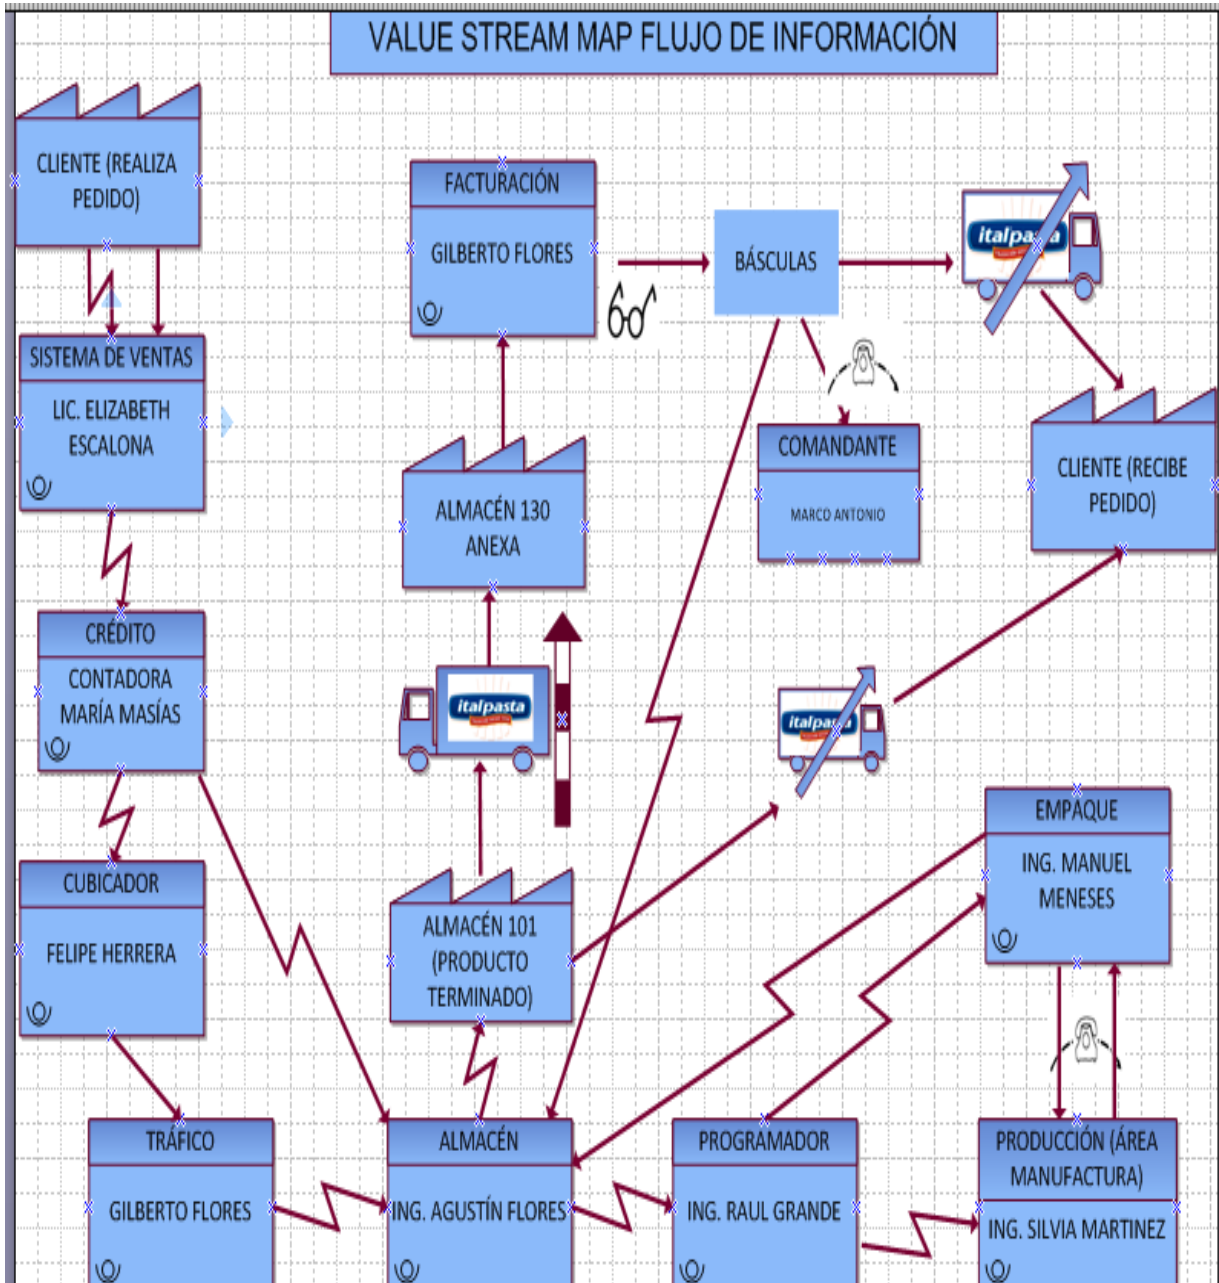 VALUE STREAM MAP FLUJO DE INFORMACIÓN
CLIENTE (REALIZA
PEDIDO)
SISTEMA DE VENTAS
LIC. ELIZABETH
ESCALONA
CRÉDITO
CONTADORA
MARÍA MASÍAS
CUBICADOR
FELIPE HERRERA
TRÁFICO
GILBERTO FLORES
FACTURACIÓN
GILBERTO FLORES
ALMACÉN 130
ANEXA
italpasta
ALMACÉN 101
(PRODUCTO
TERMINADO)
ALMACÉN
ING. AGUSTÍN FLORES
BÁSCULAS
COMANDANTE
MARCO ANTONIO
italpasta
PROGRAMADOR
ING. RAUL GRANDE
italpasta
CLIENTE (RECIBE
PEDIDO)
EMPAQUE
ING. MANUEL
MENESES
PRODUCCIÓN (ÁREA
MANUFACTURA)
ING. SILVIA MARTINEZ